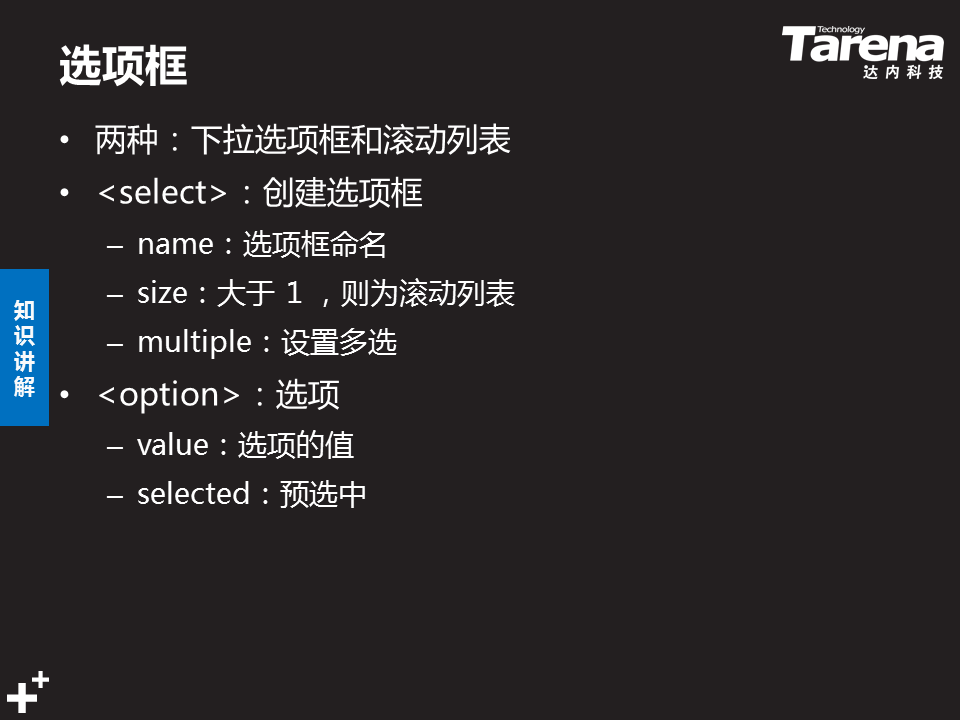 选项框
Technology
Tarena
达内科技
• 两种：下拉选项框和滚动列表
• <select>：创建选项框
– name：选项框命名
– size：大于 1 ，则为滚动列表
– multiple：设置多选
• <option>：选项
– value：选项的值
– selected：预选中
知识讲解